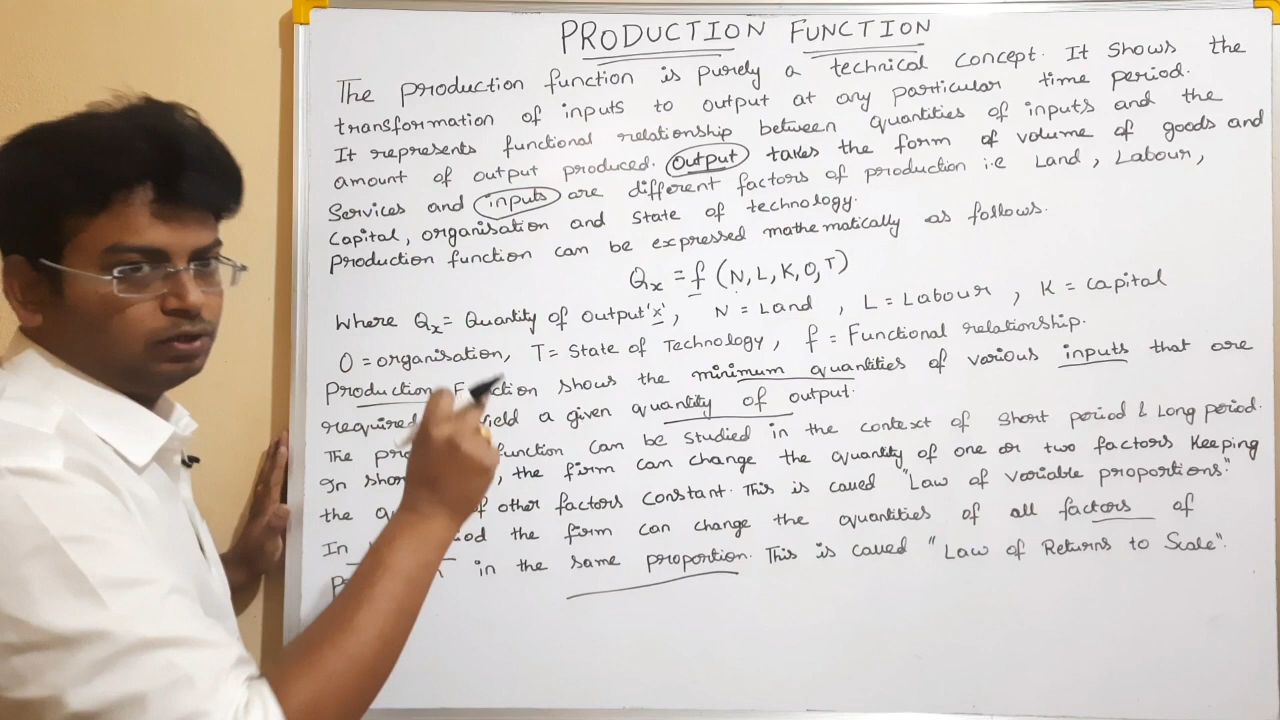 PRODUCTION FUNCTION
The production function is purely a technical concept. It shows the
transformation of inputs to output at any particular time period.
It represents functional relationship between quantities of inputs and the
amount of output produced. Output takes the form of volume of goods and
Services and inputs are different factors of production i.e Land, Labour,
Capital, organisation and State of technology.
Production function can be expressed mathematically as follows.
Qx = f (N, L, K, O, T)
Where Qx = Quantity of output 'x', N = Land, L = Labour, K = Capital
O = organisation, T = State of Technology, f = Functional relationship.
Production Function shows the minimum quantities of various inputs that are
required yield a given quantity of output.
The function can be studied in the context of short period & Long period.
In , the firm can change the quantity of one or two factors keeping
the of other factors constant. This is called "Law of variable proportions".
In the firm can change the quantities of all factors of
in the same proportion. This is called "Law of Returns to Scale".